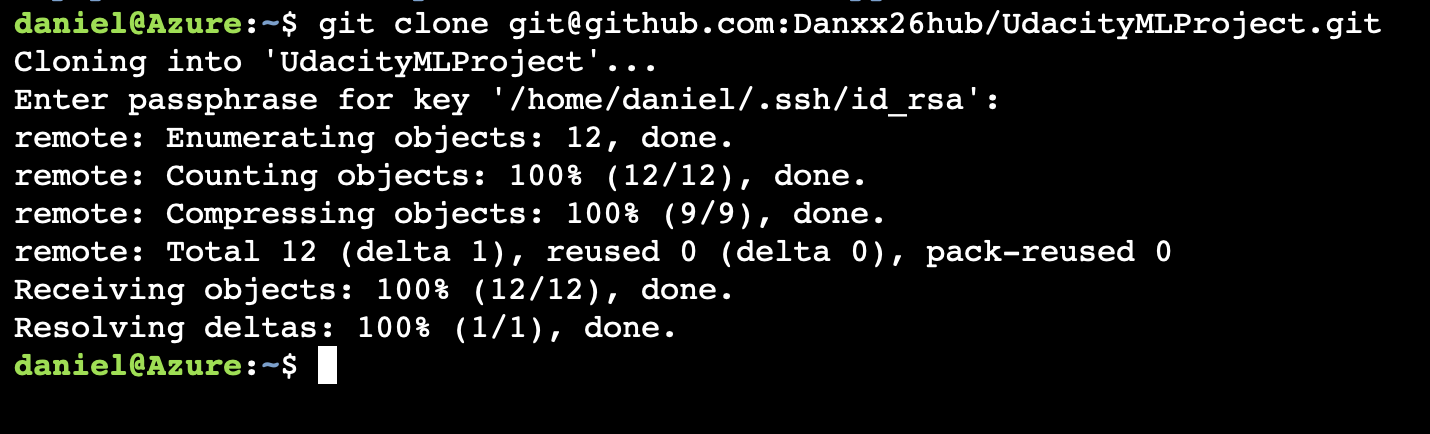 daniel@Azure:~$ git clone git@github.com:Danxx26hub/UdacityMLProject.git
Cloning into 'UdacityMLProject'...
Enter passphrase for key '/home/daniel/.ssh/id_rsa':
remote: Enumerating objects: 12, done.
remote: Counting objects: 100% (12/12), done.
remote: Compressing objects: 100% (9/9), done.
remote: Total 12 (delta 1), reused 0 (delta 0), pack-reused 0
Receiving objects: 100% (12/12), done.
Resolving deltas: 100% (1/1), done.
daniel@Azure:~$